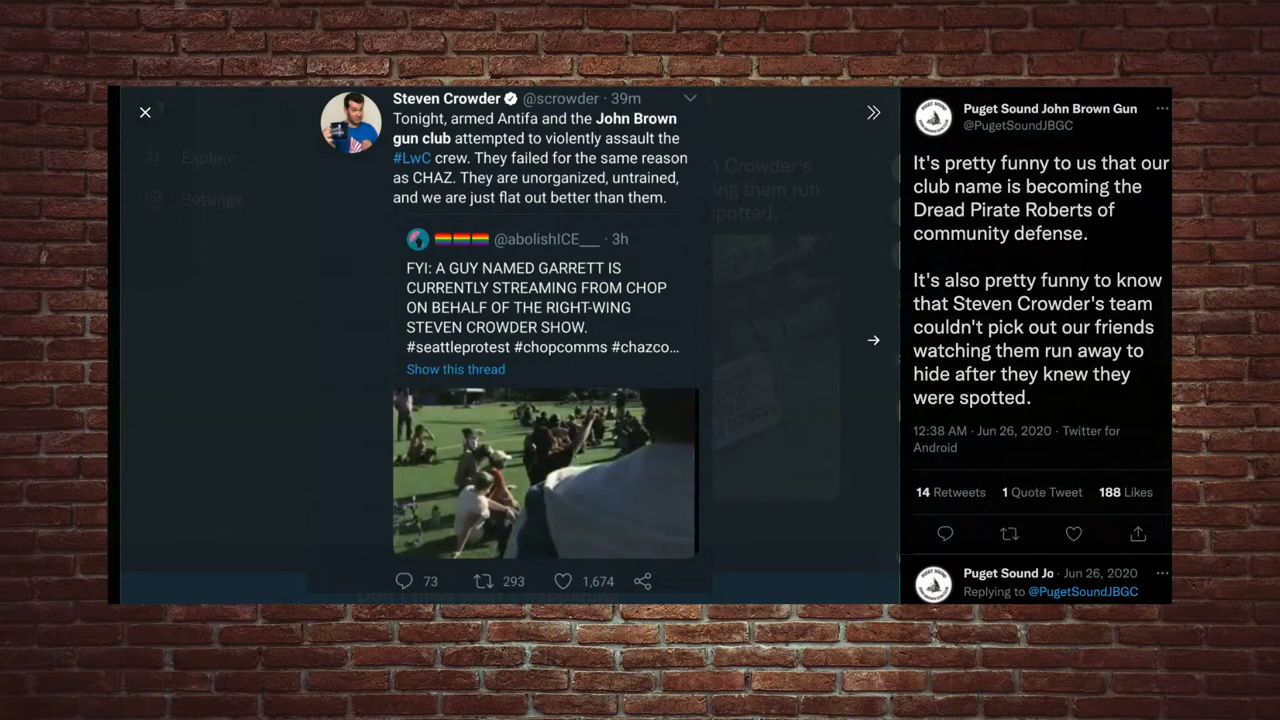 Steven Crowder @scrowder · 39m
Tonight, armed Antifa and the John Brown
gun club attempted to violently assault the
#LwC crew. They failed for the same reason
as CHAZ. They are unorganized, untrained,
and we are just flat out better than them.
@abolishICE___ · 3h
FYI: A GUY NAMED GARRETT IS
CURRENTLY STREAMING FROM CHOP
ON BEHALF OF THE RIGHT-WING
STEVEN CROWDER SHOW.
#seattleprotest #chopcomms #chazco...
Show this thread
73 293 1,674
Explore
Settings
Crowder's
ing them run
spotted.
Puget Sound John Brown Gun
@PugetSoundJBGC
It's pretty funny to us that our
club name is becoming the
Dread Pirate Roberts of
community defense.
It's also pretty funny to know
that Steven Crowder's team
couldn't pick out our friends
watching them run away to
hide after they knew they
were spotted.
12:38 AM · Jun 26, 2020 · Twitter for
Android
14 Retweets 1 Quote Tweet 188 Likes
Puget Sound Jo · Jun 26, 2020
Replying to @PugetSoundJBGC